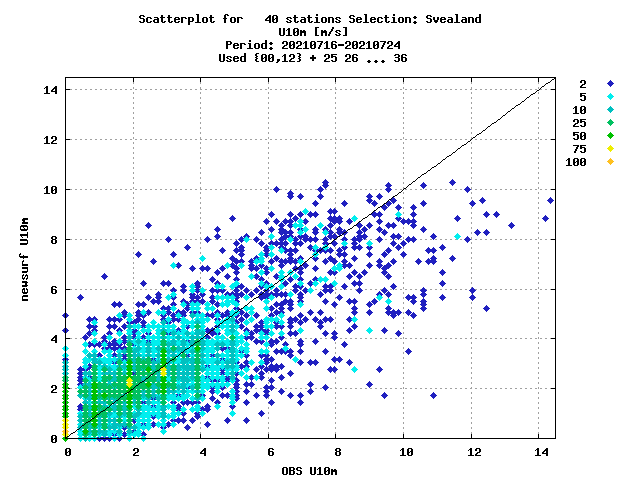 Scatterplot for   40 stations Selection: Svealand
U10m [m/s]
Period: 20210716-20210724
Used {00,12} + 25 26 ... 36
14
12
10
8
6
4
2
0
0 2 4 6 8 10 12 14
newsurf U10m
OBS U10m
2
5
10
25
50
75
100